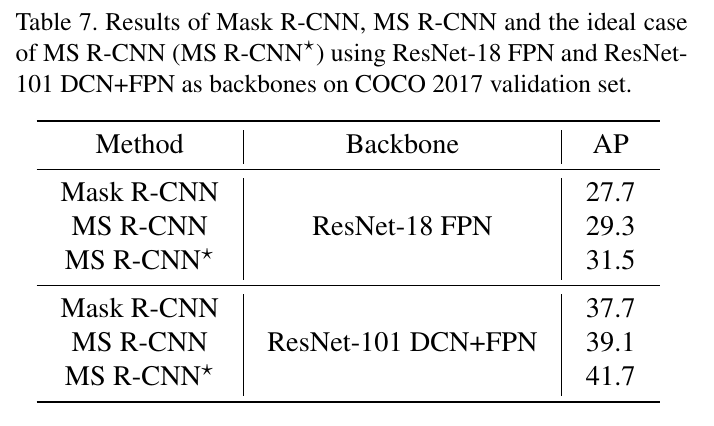 Table 7. Results of Mask R-CNN, MS R-CNN and the ideal case
of MS R-CNN (MS R-CNN⋆) using ResNet-18 FPN and ResNet-
101 DCN+FPN as backbones on COCO 2017 validation set.
Method Backbone AP
Mask R-CNN 27.7
MS R-CNN ResNet-18 FPN 29.3
MS R-CNN⋆ 31.5
Mask R-CNN 37.7
MS R-CNN ResNet-101 DCN+FPN 39.1
MS R-CNN⋆ 41.7